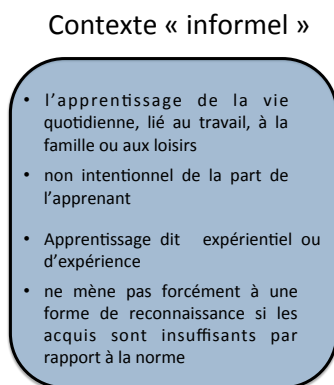 Contexte « informel »
• l'apprentissage de la vie
quotidienne, lié au travail, à la
famille ou aux loisirs
• non intentionnel de la part de
l'apprenant
• Apprentissage dit expérientiel ou
d'expérience
• ne mène pas forcément à une
forme de reconnaissance si les
acquis sont insuffisants par
rapport à la norme